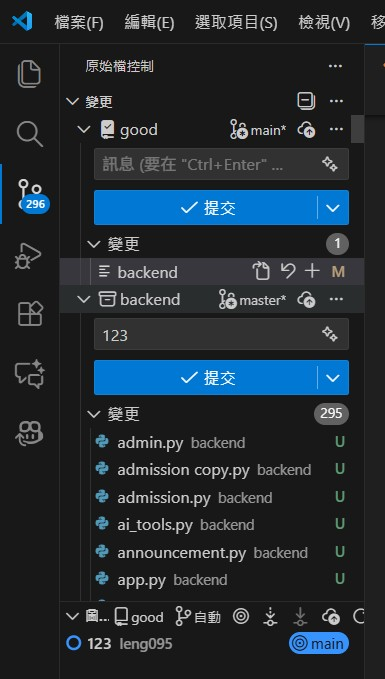 檔案(F) 編輯(E) 選取項目(S) 檢視(V) 移
原始檔控制
變更
good main*
訊息 (要在 "Ctrl+Enter" ...
提交
變更 1
backend M
backend master*
123
提交
變更 295
admin.py backend U
admission copy.py backend U
admission.py backend U
ai_tools.py backend U
announcement.py backend U
app.py backend U
296
圖... good 自動
123 leng095 main